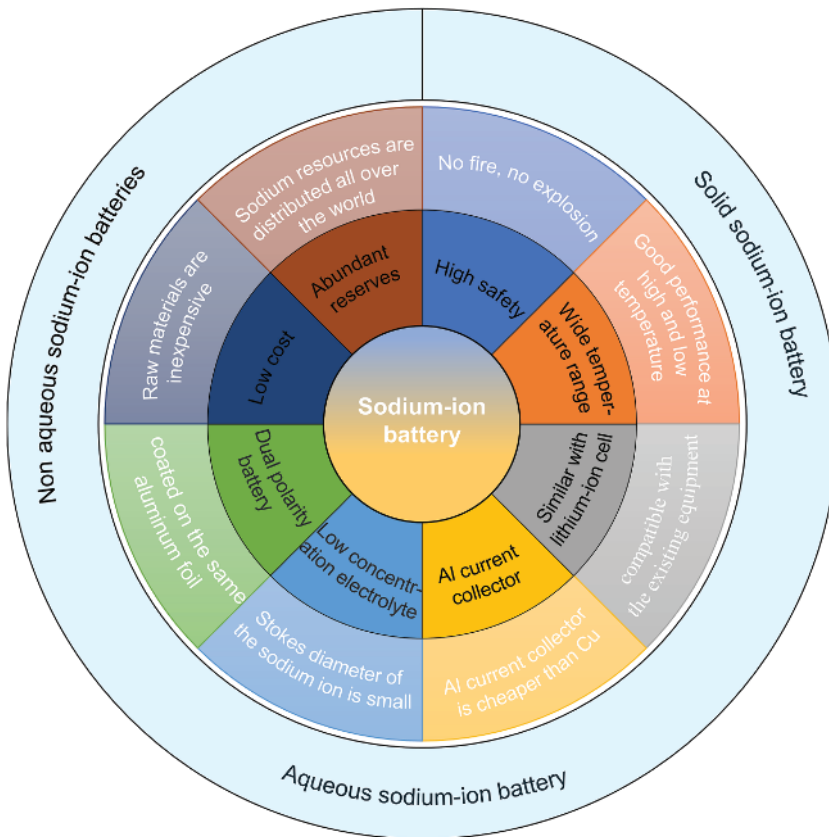 Non aqueous sodium-ion batteries
Solid sodium-ion battery
Aqueous sodium-ion battery
Sodium resources are
distributed all over
the world
No fire, no explosion
Good performance at
high and low
temperature
compatible with
the existing equipment
Al current collector
is cheaper than Cu
Stokes diameter of
the sodium ion is small
coated on the same
aluminum foil
Raw materials are
inexpensive
Abundant
reserves
High safety
Wide temper-
ature range
Similar with
lithium-ion cell
Al current
collector
Low concentr-
ation electrolyte
Dual polarity
battery
Low cost
Sodium-ion
battery